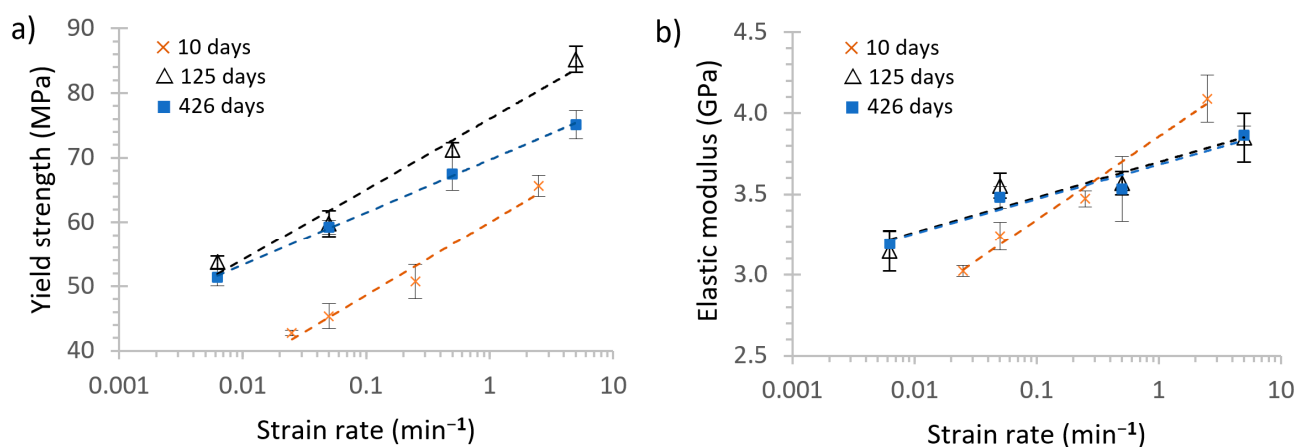 a)
Yield strength (MPa)
90
80
70
60
50
40
10 days
125 days
426 days
0.001
0.01
0.1
1
10
Strain rate (min⁻¹)
b)
Elastic modulus (GPa)
4.5
4.0
3.5
3.0
2.5
10 days
125 days
426 days
0.001
0.01
0.1
1
10
Strain rate (min⁻¹)